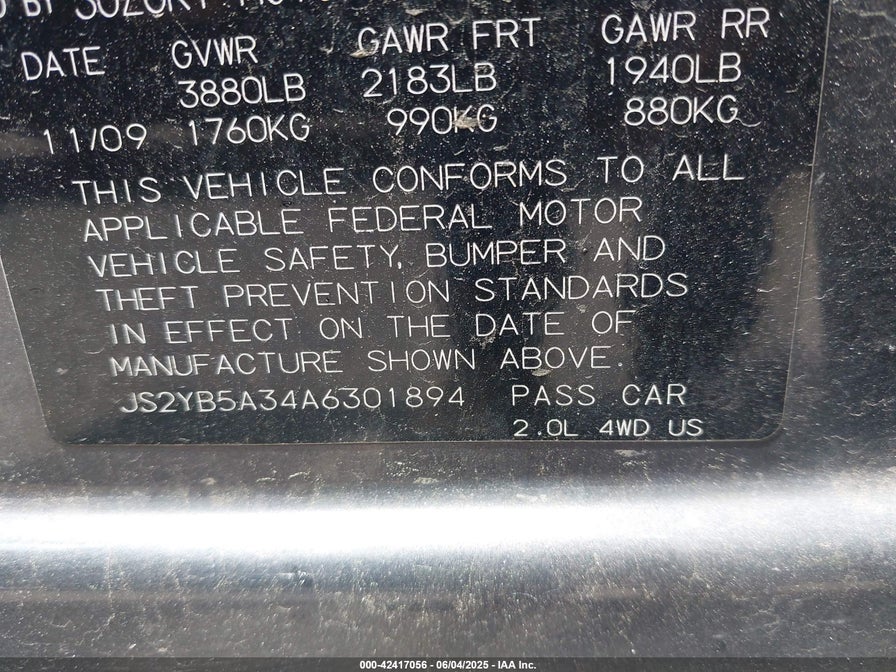 BY SUZUKI
DATE GVWR GAWR FRT GAWR RR
3880LB 2183LB 1940LB
11/09 1760KG 990KG 880KG
THIS VEHICLE CONFORMS TO ALL
APPLICABLE FEDERAL MOTOR
VEHICLE SAFETY, BUMPER AND
THEFT PREVENTION STANDARDS
IN EFFECT ON THE DATE OF
MANUFACTURE SHOWN ABOVE.
JS2YB5A34A6301894 PASS CAR
2.0L 4WD US
000-42417056 - 06/04/2025 - IAA Inc.